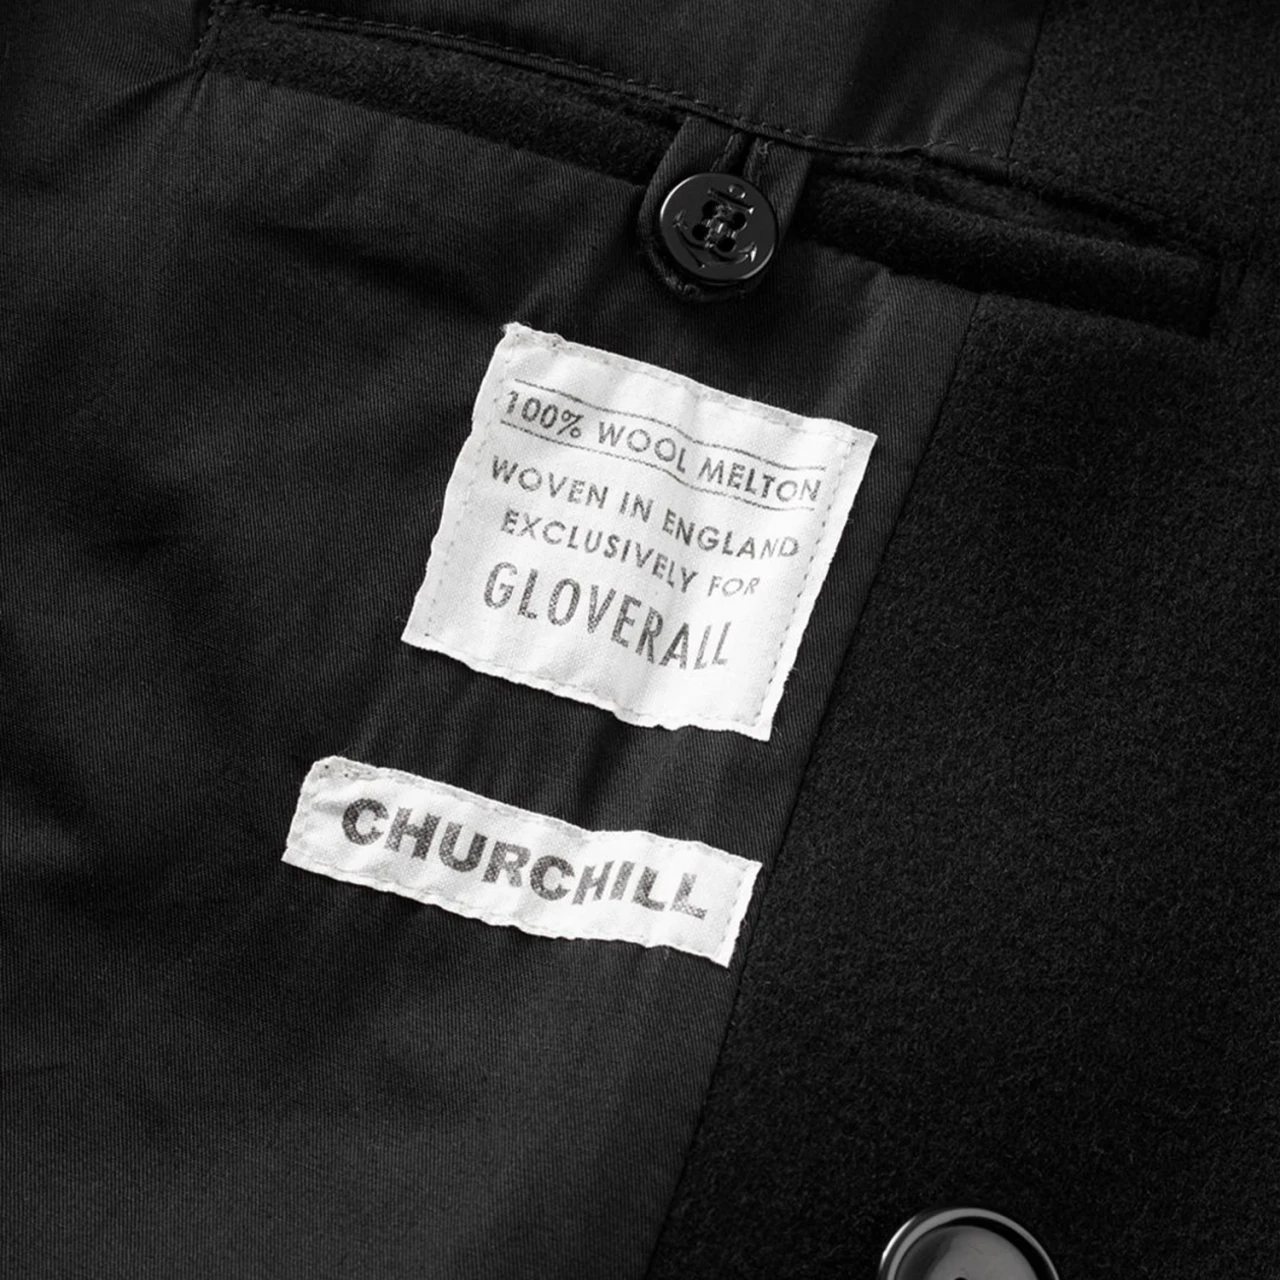 100% WOOL MELTON
WOVEN IN ENGLAND
EXCLUSIVELY FOR
GLOVERALL
CHURCHILL